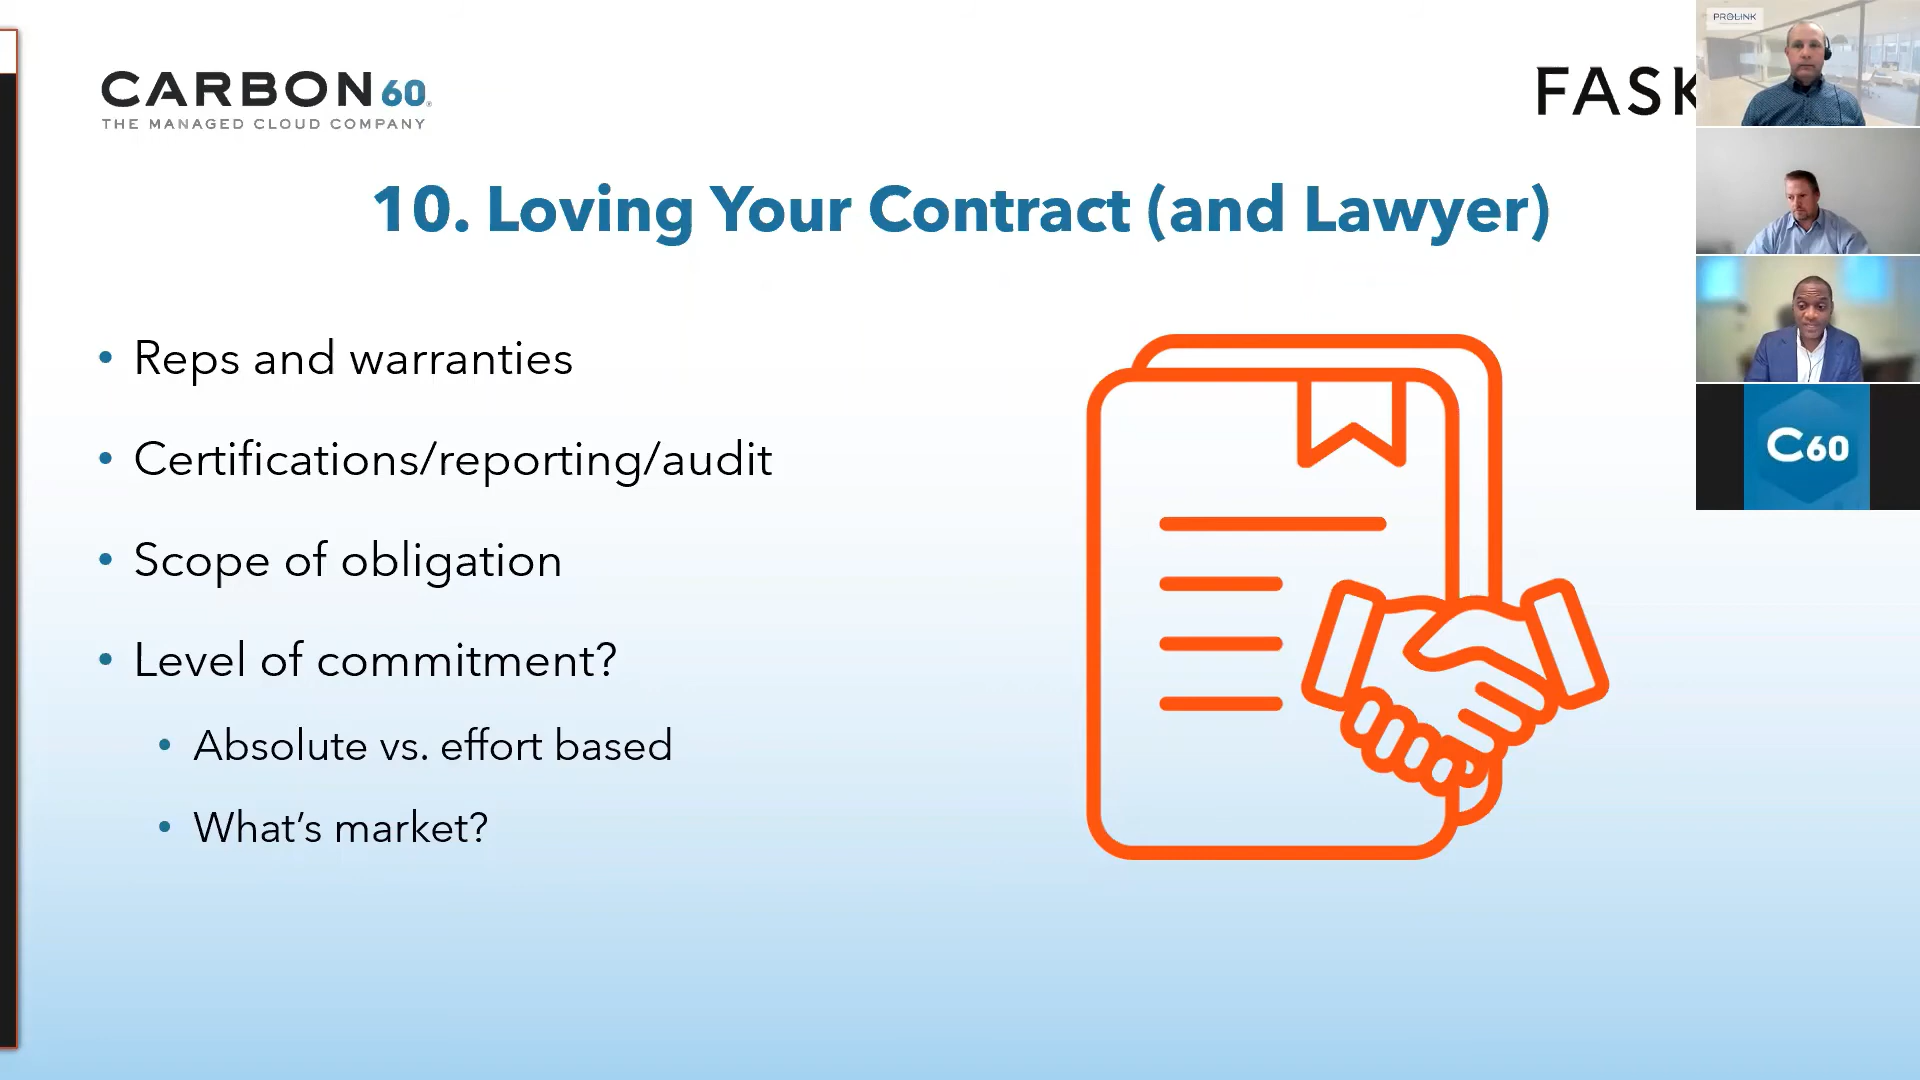 CARBON60
THE MANAGED CLOUD COMPANY
FASK
PROLINK
10. Loving Your Contract (and Lawyer)
• Reps and warranties
• Certifications/reporting/audit
• Scope of obligation
• Level of commitment?
• Absolute vs. effort based
• What's market?
C60